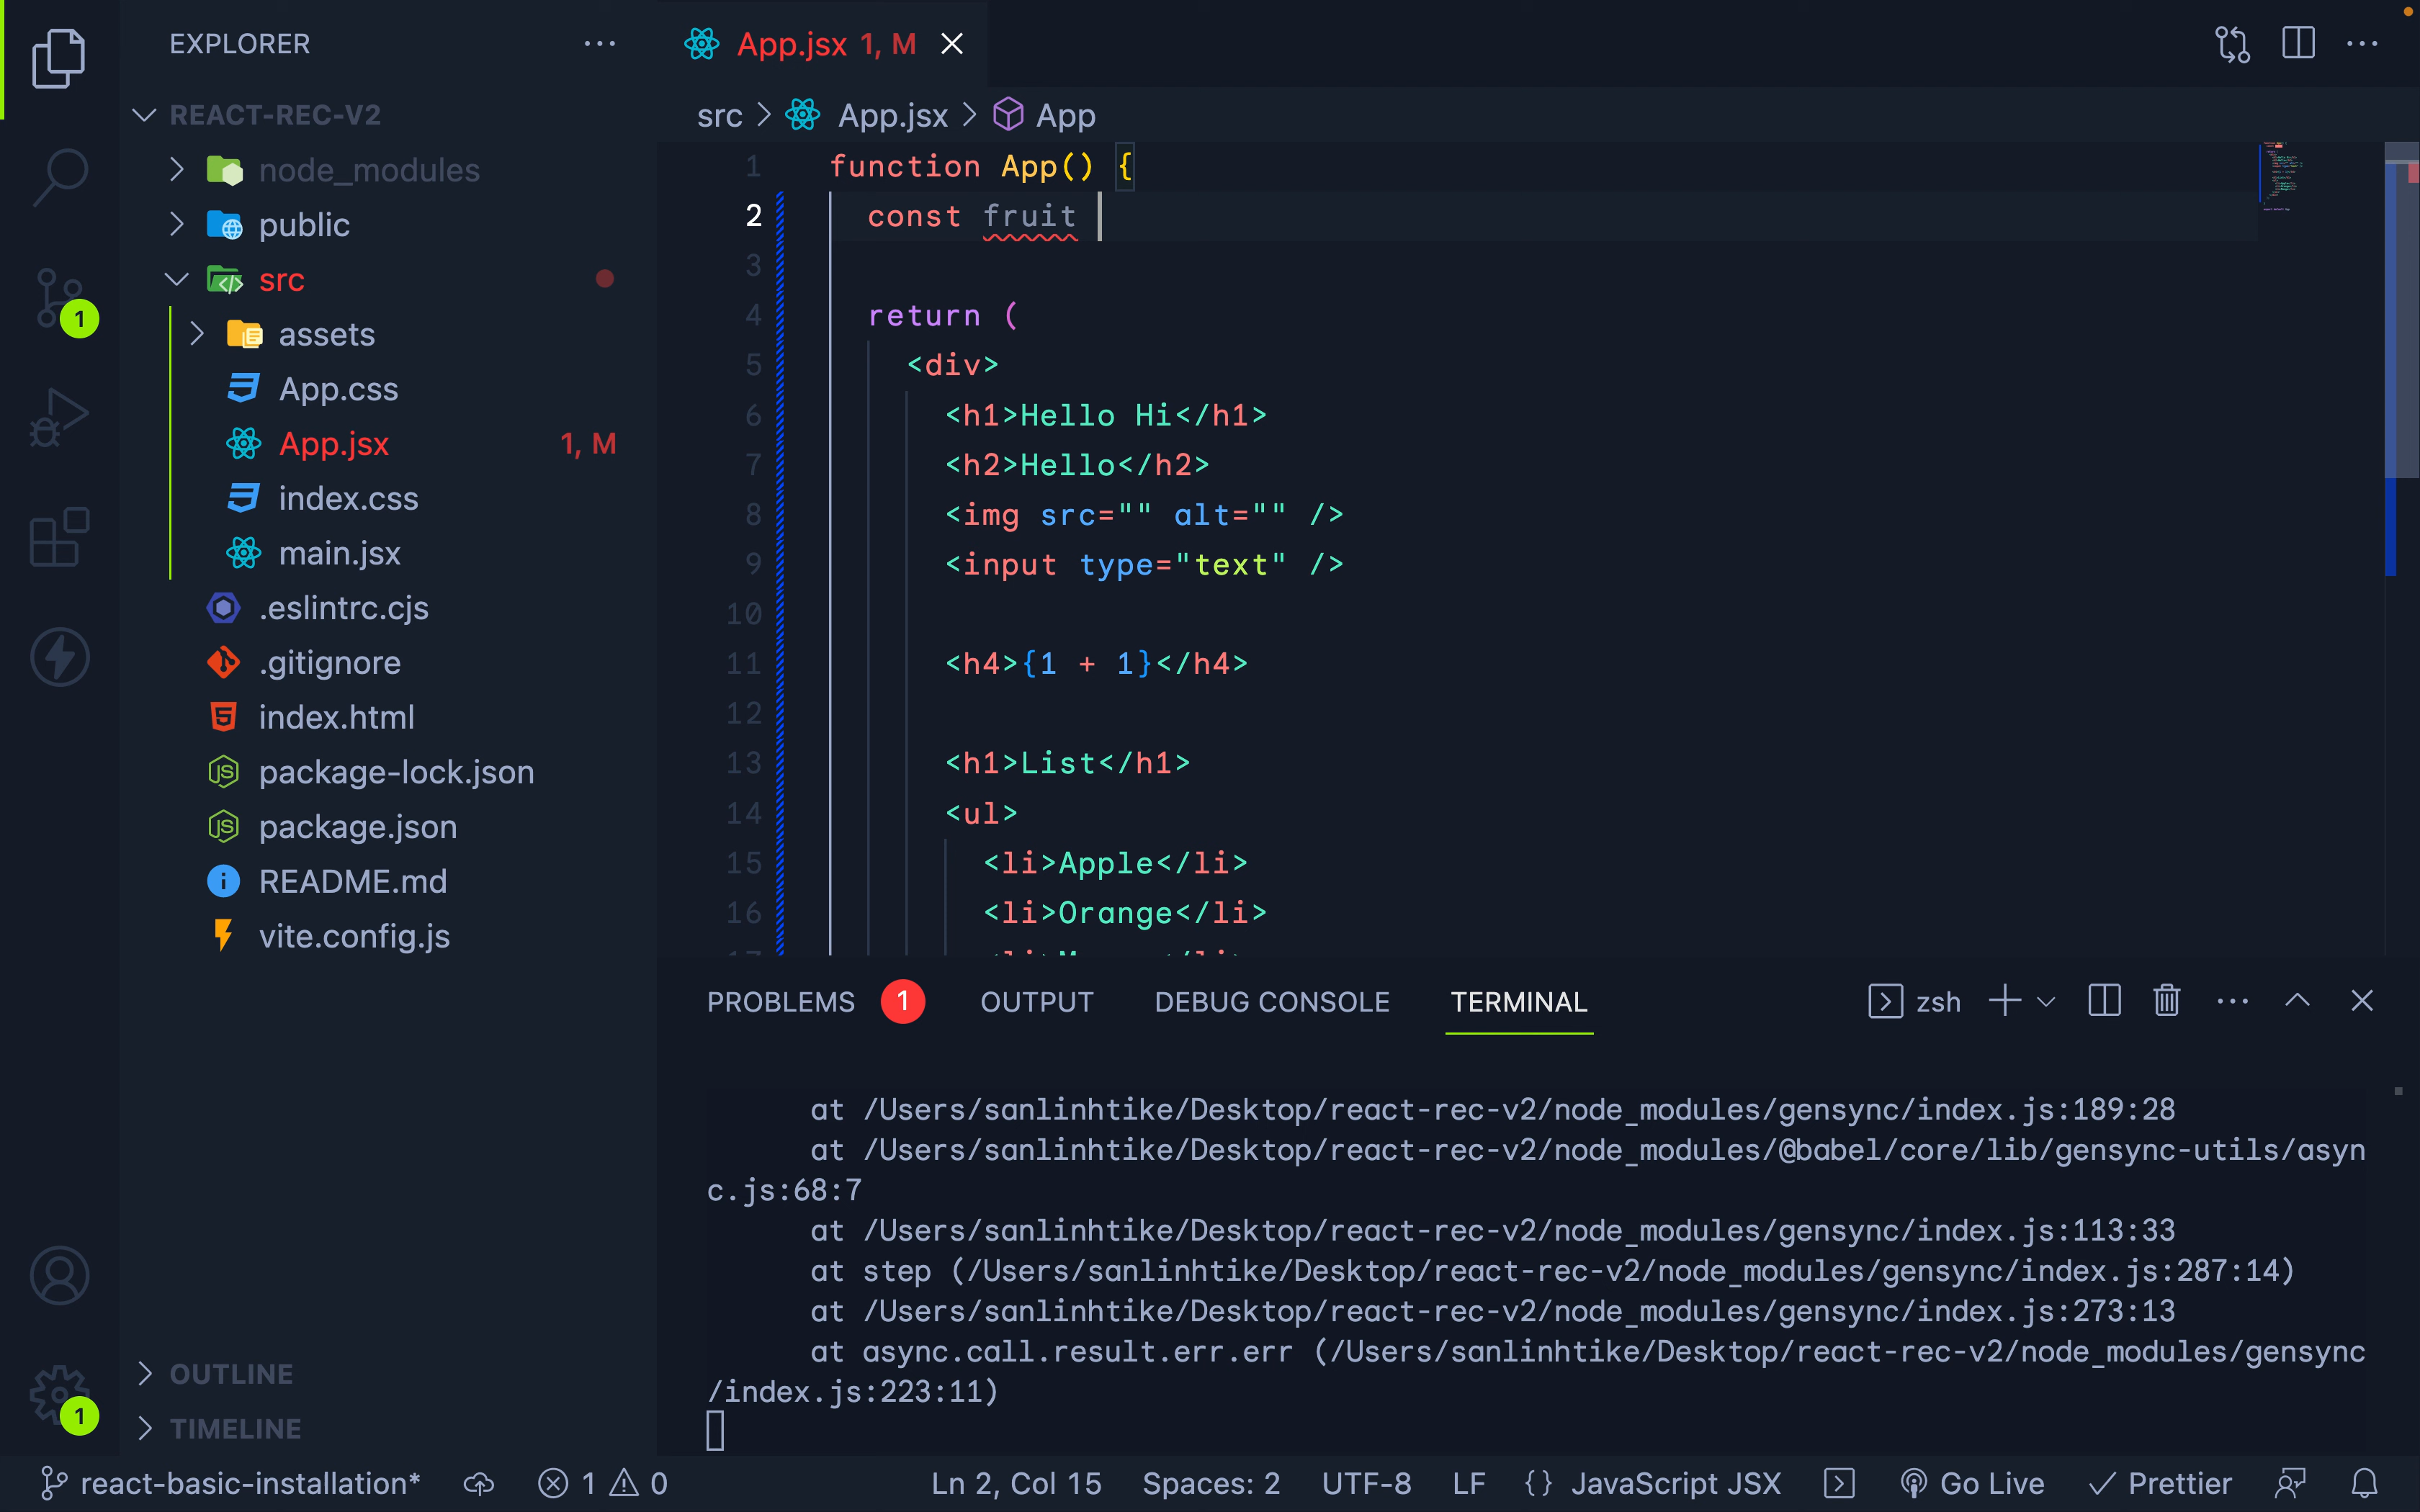 EXPLORER
REACT-REC-V2
node_modules
public
src
assets
App.css
App.jsx 1, M
index.css
main.jsx
.eslintrc.cjs
.gitignore
index.html
package-lock.json
package.json
README.md
vite.config.js
OUTLINE
TIMELINE
1
1
App.jsx 1, M
src > App.jsx > App
1 function App() {
2 const fruit
3
4 return (
5 <div>
6 <h1>Hello Hi</h1>
7 <h2>Hello</h2>
8 <img src="" alt="" />
9 <input type="text" />
10
11 <h4>{1 + 1}</h4>
12
13 <h1>List</h1>
14 <ul>
15 <li>Apple</li>
16 <li>Orange</li>
PROBLEMS 1 OUTPUT DEBUG CONSOLE TERMINAL zsh
at /Users/sanlinhtike/Desktop/react-rec-v2/node_modules/gensync/index.js:189:28
at /Users/sanlinhtike/Desktop/react-rec-v2/node_modules/@babel/core/lib/gensync-utils/asyn
c.js:68:7
at /Users/sanlinhtike/Desktop/react-rec-v2/node_modules/gensync/index.js:113:33
at step (/Users/sanlinhtike/Desktop/react-rec-v2/node_modules/gensync/index.js:287:14)
at /Users/sanlinhtike/Desktop/react-rec-v2/node_modules/gensync/index.js:273:13
at async.call.result.err.err (/Users/sanlinhtike/Desktop/react-rec-v2/node_modules/gensync
/index.js:223:11)
react-basic-installation* 1 0 Ln 2, Col 15 Spaces: 2 UTF-8 LF {} JavaScript JSX Go Live Prettier